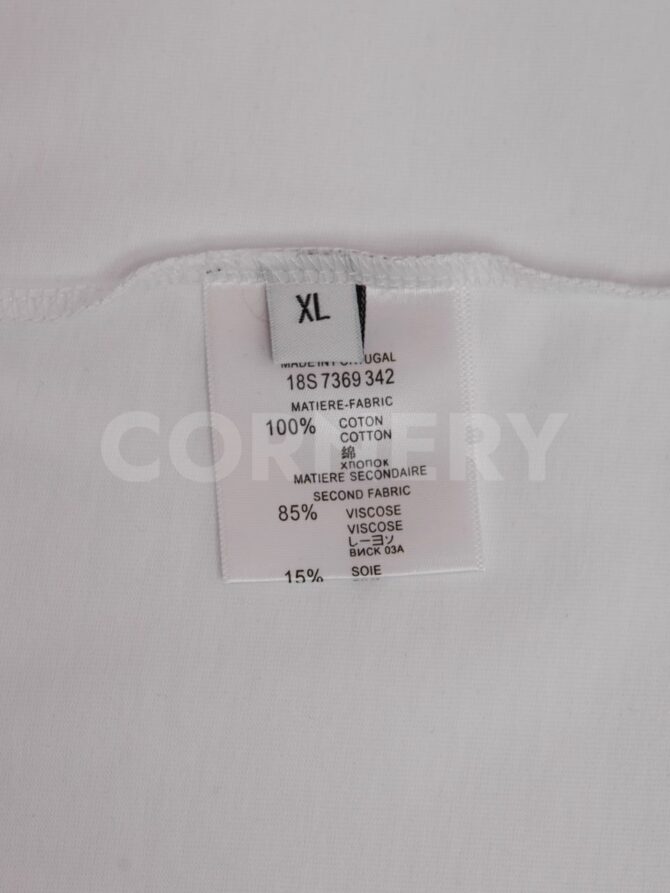 XL
MADE IN PORTUGAL
18S 7369 342
MATIERE-FABRIC
100% COTON
COTTON
綿
хлопок
MATIERE SECONDAIRE
SECOND FABRIC
85% VISCOSE
VISCOSE
レーヨン
ВИСК 03А
15% SOIE
CORNERY